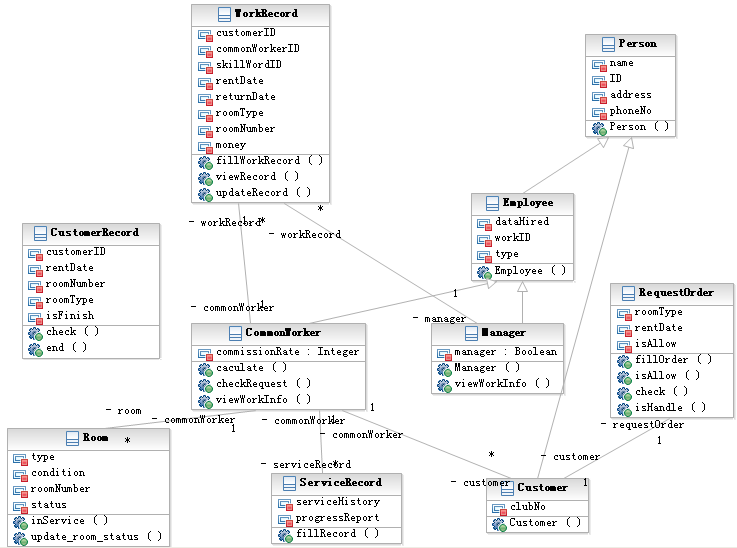 WorkRecord
customerID
commonWorkerID
skillWordID
rentDate
returnDate
roomType
roomNumber
money
fillWorkRecord ( )
viewRecord ( )
updateRecord ( )
Person
name
ID
address
phoneNo
Person ( )
Employee
dataHired
workID
type
Employee ( )
CustomerRecord
customerID
rentDate
roomNumber
roomType
isFinish
check ( )
end ( )
- workRecord
1
*
*
- workRecord
- commonWorker
1
1
- manager
RequestOrder
roomType
rentDate
isAllow
fillOrder ( )
isAllow ( )
check ( )
isHandle ( )
CommonWorker
commissionRate : Integer
caculate ( )
checkRequest ( )
viewWorkInfo ( )
Manager
manager : Boolean
Manager ( )
viewWorkInfo ( )
- room
- commonWorker
1
- commonWorker
1
- commonWorker
1
- requestOrder
1
Room
*
type
condition
roomNumber
status
inService ( )
update_room_status ( )
- serviceRecord
*
ServiceRecord
serviceHistory
progressReport
fillRecord ( )
*
- customer
- customer
1
Customer
clubNo
Customer ( )